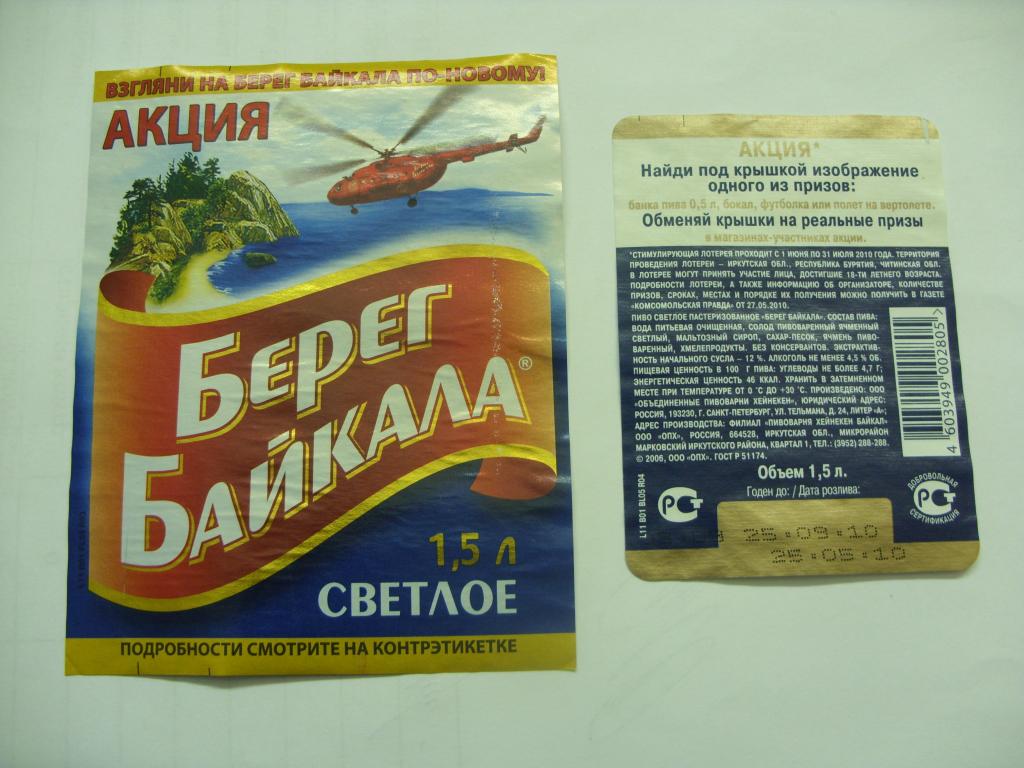 ВЗГЛЯНИ НА БЕРЕГ БАЙКАЛА ПО-НОВОМУ!
АКЦИЯ
БЕРЕГ
БАЙКАЛА®
1,5 Л
СВЕТЛОЕ
ПОДРОБНОСТИ СМОТРИТЕ НА КОНТРЭТИКЕТКЕ
АКЦИЯ*
Найди под крышкой изображение
одного из призов:
банка пива 0,5 л, бокал, футболка или полет на вертолете.
Обменяй крышки на реальные призы
в магазинах-участниках акции.
*СТИМУЛИРУЮЩАЯ ЛОТЕРЕЯ ПРОХОДИТ С 1 ИЮНЯ ПО 31 ИЮЛЯ 2010 ГОДА. ТЕРРИТОРИЯ
ПРОВЕДЕНИЯ ЛОТЕРЕИ – ИРКУТСКАЯ ОБЛ., РЕСПУБЛИКА БУРЯТИЯ, ЧИТИНСКАЯ ОБЛ.
В ЛОТЕРЕЕ МОГУТ ПРИНЯТЬ УЧАСТИЕ ЛИЦА, ДОСТИГШИЕ 18-ТИ ЛЕТНЕГО ВОЗРАСТА.
ПОДРОБНОСТИ ЛОТЕРЕИ, А ТАКЖЕ ИНФОРМАЦИЮ ОБ ОРГАНИЗАТОРЕ, КОЛИЧЕСТВЕ
ПРИЗОВ, СРОКАХ, МЕСТАХ И ПОРЯДКЕ ИХ ПОЛУЧЕНИЯ МОЖНО ПОЛУЧИТЬ В ГАЗЕТЕ
«КОМСОМОЛЬСКАЯ ПРАВДА» ОТ 27.05.2010.
ПИВО СВЕТЛОЕ ПАСТЕРИЗОВАННОЕ «БЕРЕГ БАЙКАЛА». СОСТАВ ПИВА:
ВОДА ПИТЬЕВАЯ ОЧИЩЕННАЯ, СОЛОД ПИВОВАРЕННЫЙ ЯЧМЕННЫЙ
СВЕТЛЫЙ, МАЛЬТОЗНЫЙ СИРОП, САХАР-ПЕСОК, ЯЧМЕНЬ ПИВО-
ВАРЕННЫЙ, ХМЕЛЕПРОДУКТЫ. БЕЗ КОНСЕРВАНТОВ. ЭКСТРАКТИВ-
НОСТЬ НАЧАЛЬНОГО СУСЛА – 12 %. АЛКОГОЛЬ НЕ МЕНЕЕ 4,5 % ОБ.
ПИЩЕВАЯ ЦЕННОСТЬ В 100 Г ПИВА: УГЛЕВОДЫ НЕ БОЛЕЕ 4,7 Г;
ЭНЕРГЕТИЧЕСКАЯ ЦЕННОСТЬ 46 ККАЛ. ХРАНИТЬ В ЗАТЕМНЕННОМ
МЕСТЕ ПРИ ТЕМПЕРАТУРЕ ОТ 0 °С ДО +30 °С. ПРОИЗВЕДЕНО: ООО
«ОБЪЕДИНЕННЫЕ ПИВОВАРНИ ХЕЙНЕКЕН», ЮРИДИЧЕСКИЙ АДРЕС:
РОССИЯ, 193230, Г. САНКТ-ПЕТЕРБУРГ, УЛ. ТЕЛЬМАНА, Д. 24, ЛИТЕР «А»;
АДРЕС ПРОИЗВОДСТВА: ФИЛИАЛ «ПИВОВАРНЯ ХЕЙНЕКЕН БАЙКАЛ»
ООО «ОПХ», РОССИЯ, 664528, ИРКУТСКАЯ ОБЛ., МИКРОРАЙОН
МАРКОВСКИЙ ИРКУТСКОГО РАЙОНА, КВАРТАЛ 1, ТЕЛ.: (3952) 288-288.
© 2006, ООО «ОПХ». ГОСТ Р 51174.
4 603949 002805 >
Объем 1,5 л.
Годен до: / Дата розлива:
L11 B01 BL05 R04
РСТ
ДОБРОВОЛЬНАЯ
РСТ
СЕРТИФИКАЦИЯ
25:09:10
25:05:10